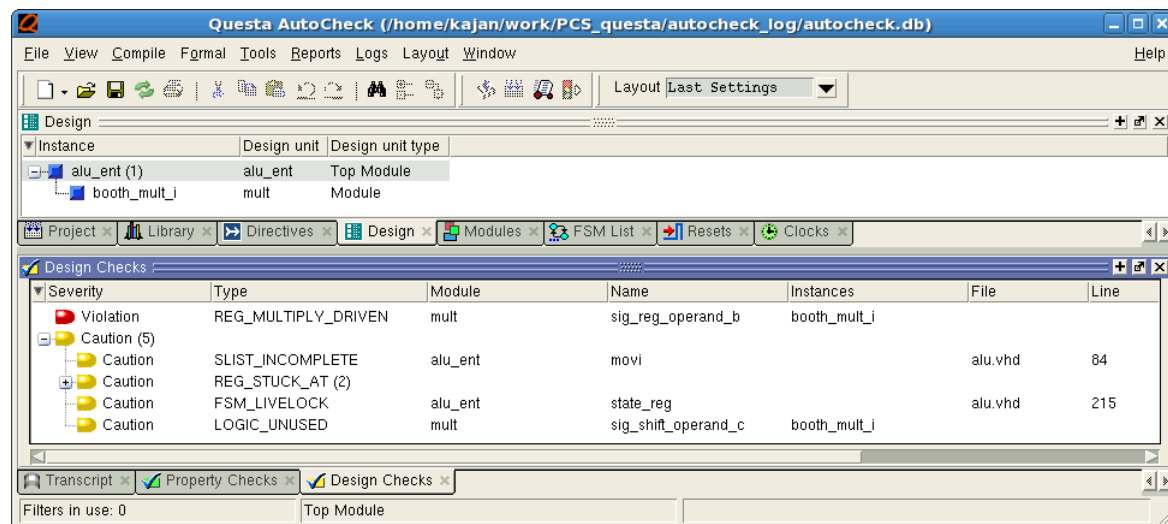 Questa AutoCheck (/home/kajan/work/PCS_questa/autocheck_log/autocheck.db)
File View Compile Formal Tools Reports Logs Layout Window Help
Layout Last Settings
Design
Instance Design unit Design unit type
alu_ent (1) alu_ent Top Module
booth_mult_i mult Module
Project Library Directives Design Modules FSM List Resets Clocks
Design Checks
Severity Type Module Name Instances File Line
Violation REG_MULTIPLY_DRIVEN mult sig_reg_operand_b booth_mult_i
Caution (5)
Caution SLIST_INCOMPLETE alu_ent movi alu.vhd 84
Caution REG_STUCK_AT (2)
Caution FSM_LIVELOCK alu_ent state_reg alu.vhd 215
Caution LOGIC_UNUSED mult sig_shift_operand_c booth_mult_i
Transcript Property Checks Design Checks
Filters in use: 0 Top Module